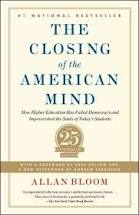 #1 NATIONAL BESTSELLER
THE
CLOSING
OF THE
AMERICAN
MIND
How Higher Education Has Failed Democracy and
Impoverished the Souls of Today's Students
25
WITH A FOREWORD BY SAUL BELLOW AND
A NEW AFTERWORD BY ANDREW FERGUSON
ALLAN BLOOM